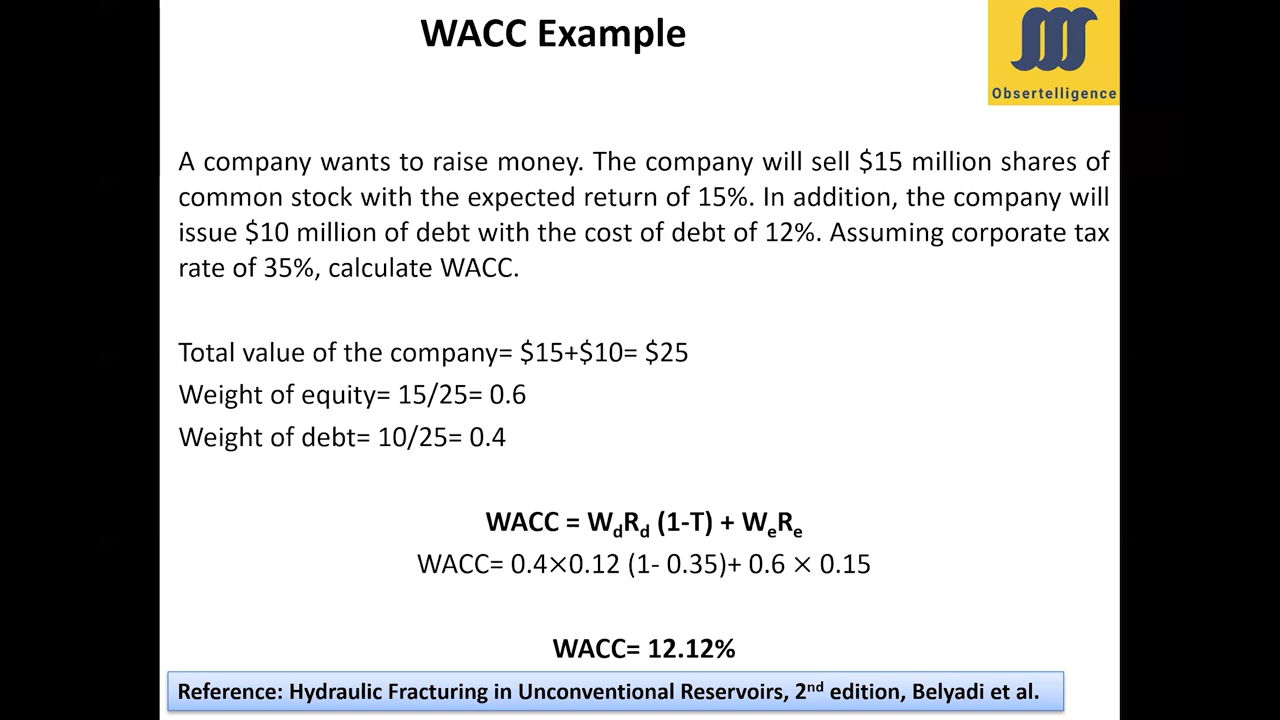 WACC Example
Obsertelligence
A company wants to raise money. The company will sell $15 million shares of
common stock with the expected return of 15%. In addition, the company will
issue $10 million of debt with the cost of debt of 12%. Assuming corporate tax
rate of 35%, calculate WACC.
Total value of the company= $15+$10= $25
Weight of equity= 15/25= 0.6
Weight of debt= 10/25= 0.4
WACC = WdRd (1-T) + WeRe
WACC= 0.4×0.12 (1- 0.35)+ 0.6 × 0.15
WACC= 12.12%
Reference: Hydraulic Fracturing in Unconventional Reservoirs, 2nd edition, Belyadi et al.